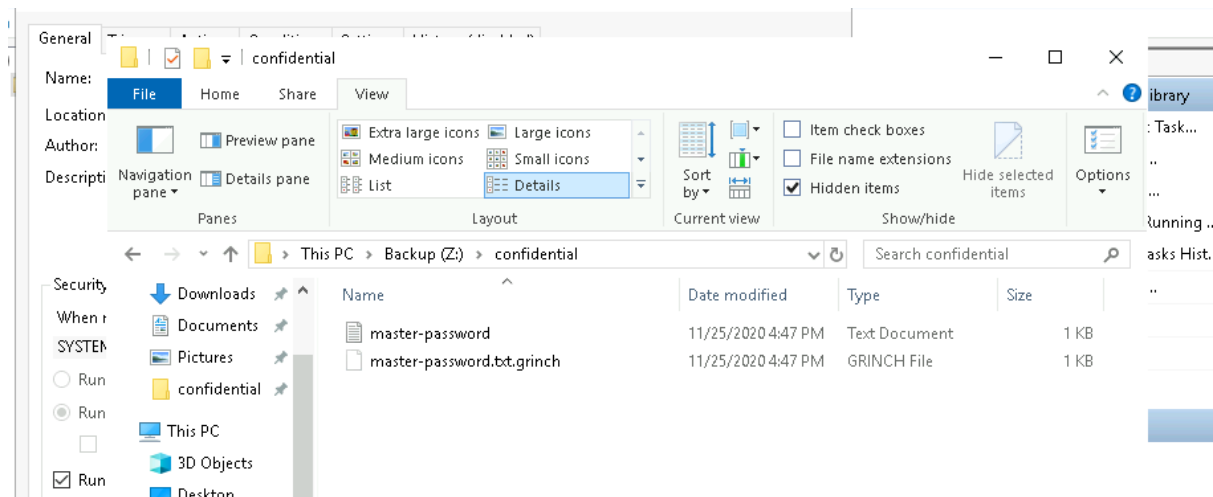 General
confidential
Name:
File Home Share View
ibrary
Location
Extra large icons Large icons Item check boxes : Task...
Author: Preview pane
Medium icons Small icons File name extensions ..
Descripti Navigation pane Details pane List Details Sort by Hidden items Hide selected items Options ...
Panes Layout Current view Show/hide Running ..
This PC Backup (Z:) confidential Search confidential asks Hist.
Security Downloads Name Date modified Type Size ..
When r Documents master-password 11/25/2020 4:47 PM Text Document 1 KB
SYSTEM Pictures master-password.txt.grinch 11/25/2020 4:47 PM GRINCH File 1 KB
Run confidential
Run This PC
3D Objects
Run Desktop